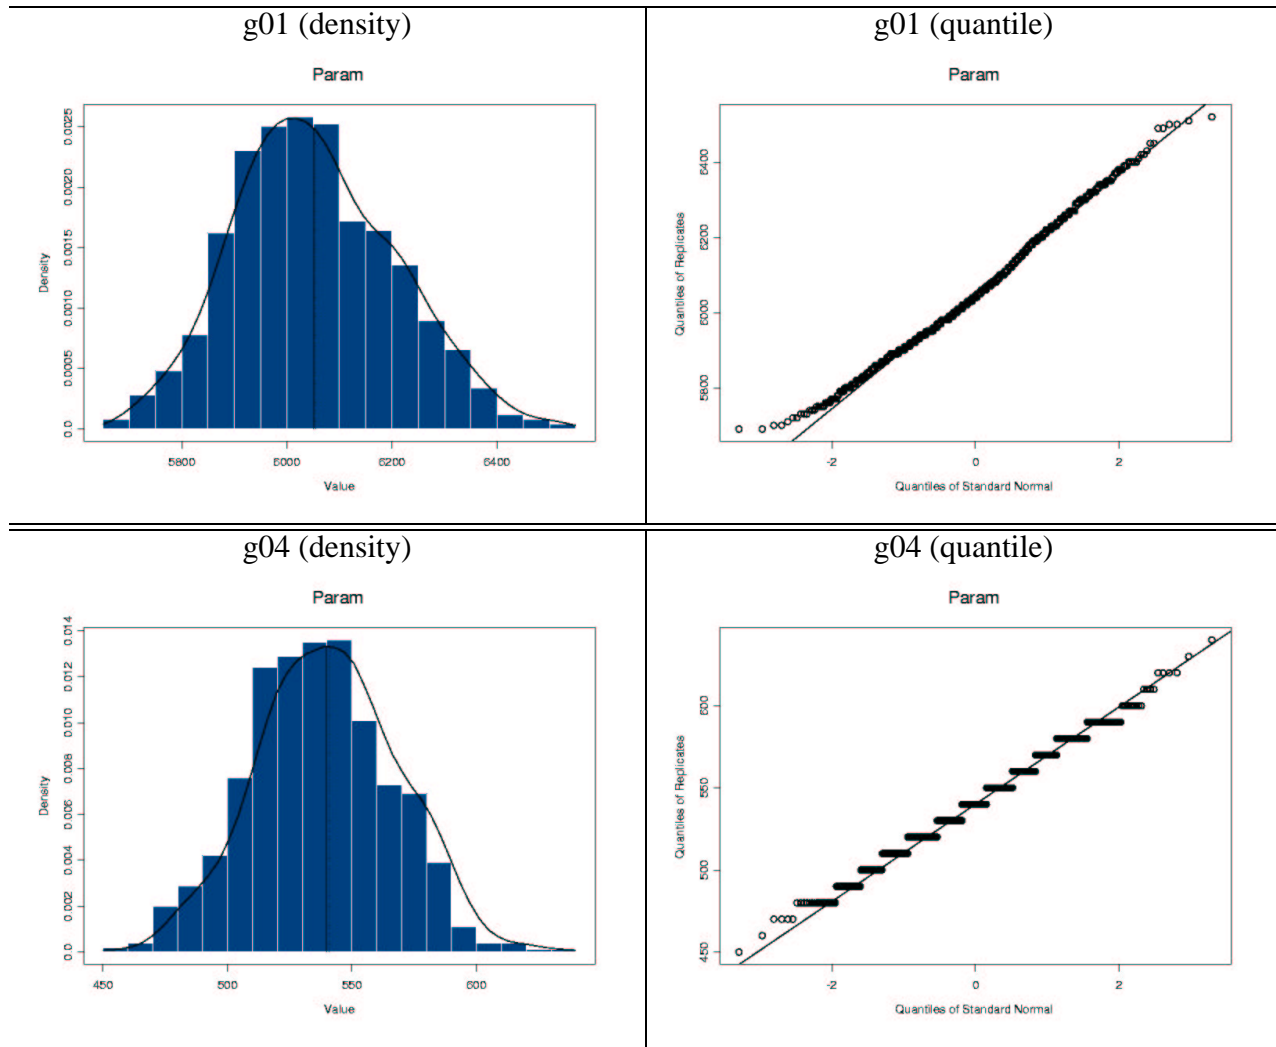 g01 (density)
Param
Density
0.0 0.0005 0.0010 0.0015 0.0020 0.0025
5800 6000 6200 6400
Value
g01 (quantile)
Param
Quantiles of Replicates
5800 6000 6200 6400
-2 0 2
Quantiles of Standard Normal
g04 (density)
Param
Density
0.0 0.002 0.004 0.006 0.008 0.010 0.012 0.014
450 500 550 600
Value
g04 (quantile)
Param
Quantiles of Replicates
450 500 550 600
-2 0 2
Quantiles of Standard Normal